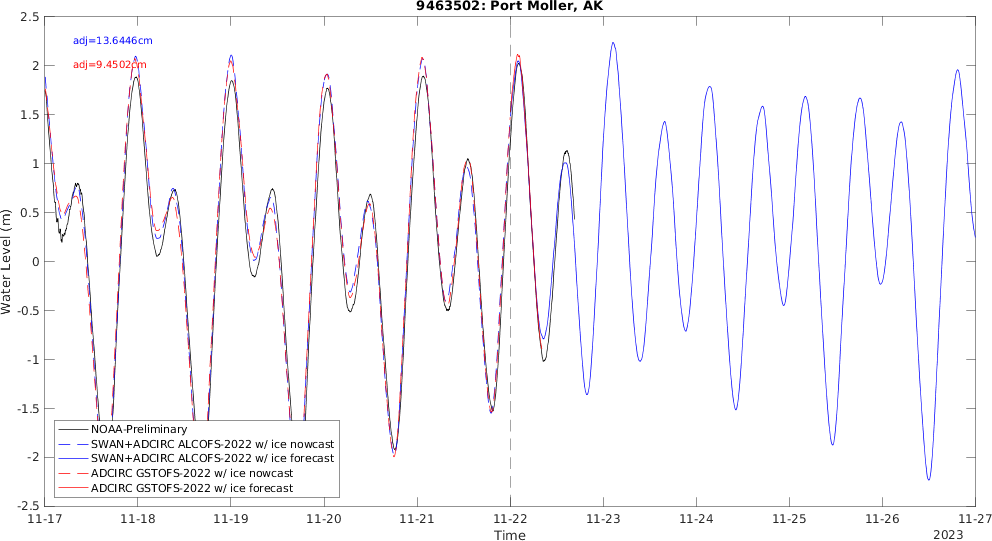 9463502: Port Moller, AK
adj=13.6446cm
adj=9.4502cm
Water Level (m)
2.5
2
1.5
1
0.5
0
-0.5
-1
-1.5
-2
-2.5
NOAA-Preliminary
SWAN+ADCIRC ALCOFS-2022 w/ ice nowcast
SWAN+ADCIRC ALCOFS-2022 w/ ice forecast
ADCIRC GSTOFS-2022 w/ ice nowcast
ADCIRC GSTOFS-2022 w/ ice forecast
11-17 11-18 11-19 11-20 11-21 11-22 11-23 11-24 11-25 11-26 11-27
Time
2023